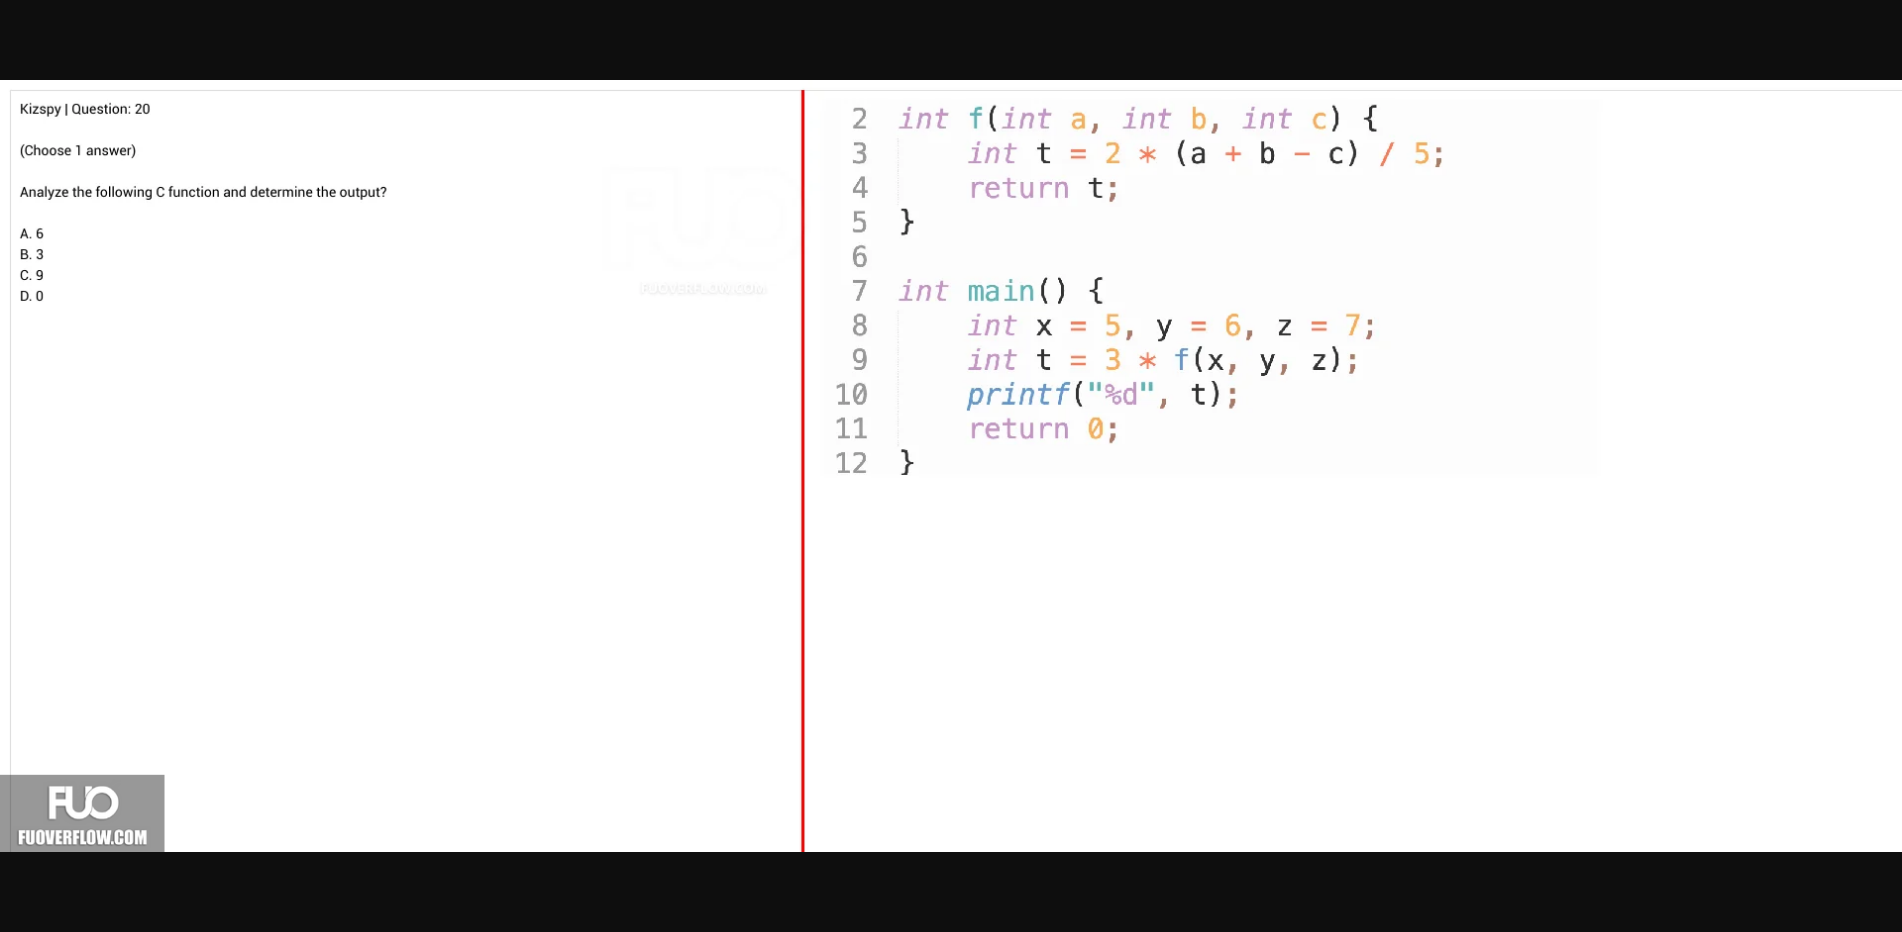 Kizspy | Question: 20
(Choose 1 answer)
Analyze the following C function and determine the output?
A. 6
B. 3
C. 9
D. 0
FUO
FUOVERFLOW.COM
2 int f(int a, int b, int c) {
3 int t = 2 * (a + b - c) / 5;
4 return t;
5 }
6
7 int main() {
8 int x = 5, y = 6, z = 7;
9 int t = 3 * f(x, y, z);
10 printf("%d", t);
11 return 0;
12 }
FUO
FUOVERFLOW.COM